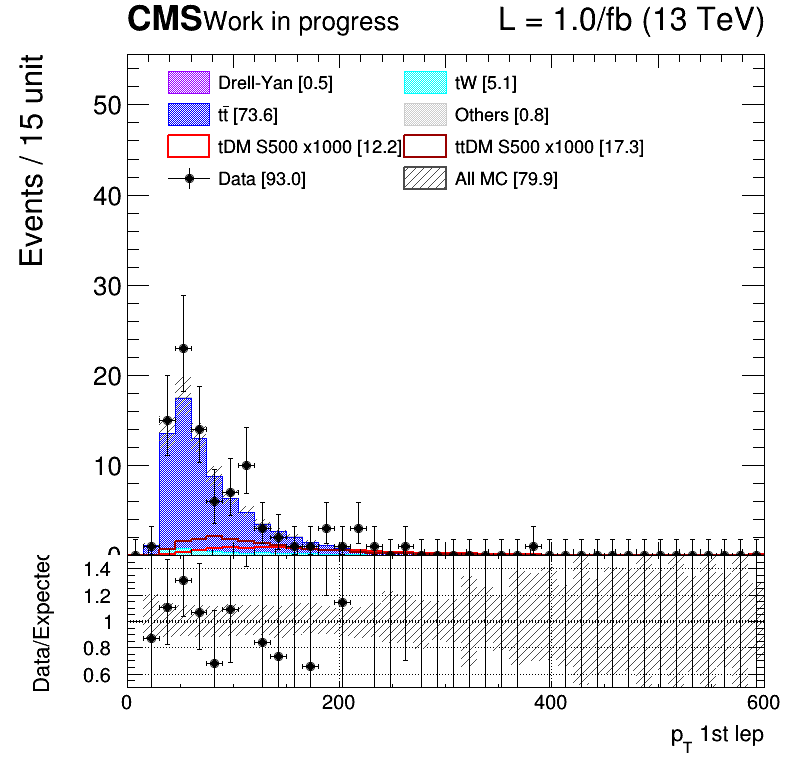 CMS Work in progress L = 1.0/fb (13 TeV)
Events / 15 unit
Drell-Yan [0.5] tW [5.1]
tt̄ [73.6] Others [0.8]
tDM S500 x1000 [12.2] ttDM S500 x1000 [17.3]
Data [93.0] All MC [79.9]
50
40
30
20
10
0
Data/Expected
1.4
1.2
1
0.8
0.6
0 200 400 600
p_T 1st lep